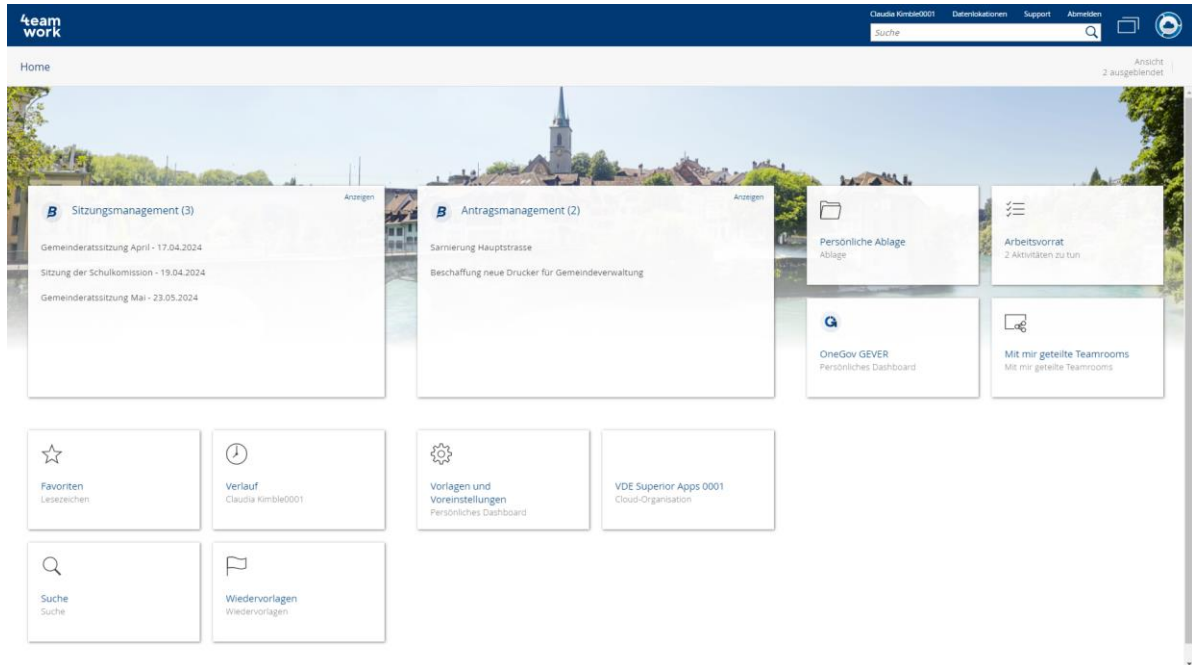 4team
work
Claudia Kimble0001 Datenlokationen Support Abmelden
Suche
Home
Ansicht
2 ausgeblendet
B Sitzungsmanagement (3) Anzeigen
Gemeinderatssitzung April - 17.04.2024
Sitzung der Schulkomission - 19.04.2024
Gemeinderatssitzung Mai - 23.05.2024
B Antragsmanagement (2) Anzeigen
Sarnierung Hauptstrasse
Beschaffung neue Drucker für Gemeindeverwaltung
Persönliche Ablage
Ablage
Arbeitsvorrat
2 Aktivitäten zu tun
G
OneGov GEVER
Persönliches Dashboard
Mit mir geteilte Teamrooms
Mit mir geteilte Teamrooms
Favoriten
Lesezeichen
Verlauf
Claudia Kimble0001
Vorlagen und
Voreinstellungen
Persönliches Dashboard
VDE Superior Apps 0001
Cloud-Organisation
Suche
Suche
Wiedervorlagen
Wiedervorlagen